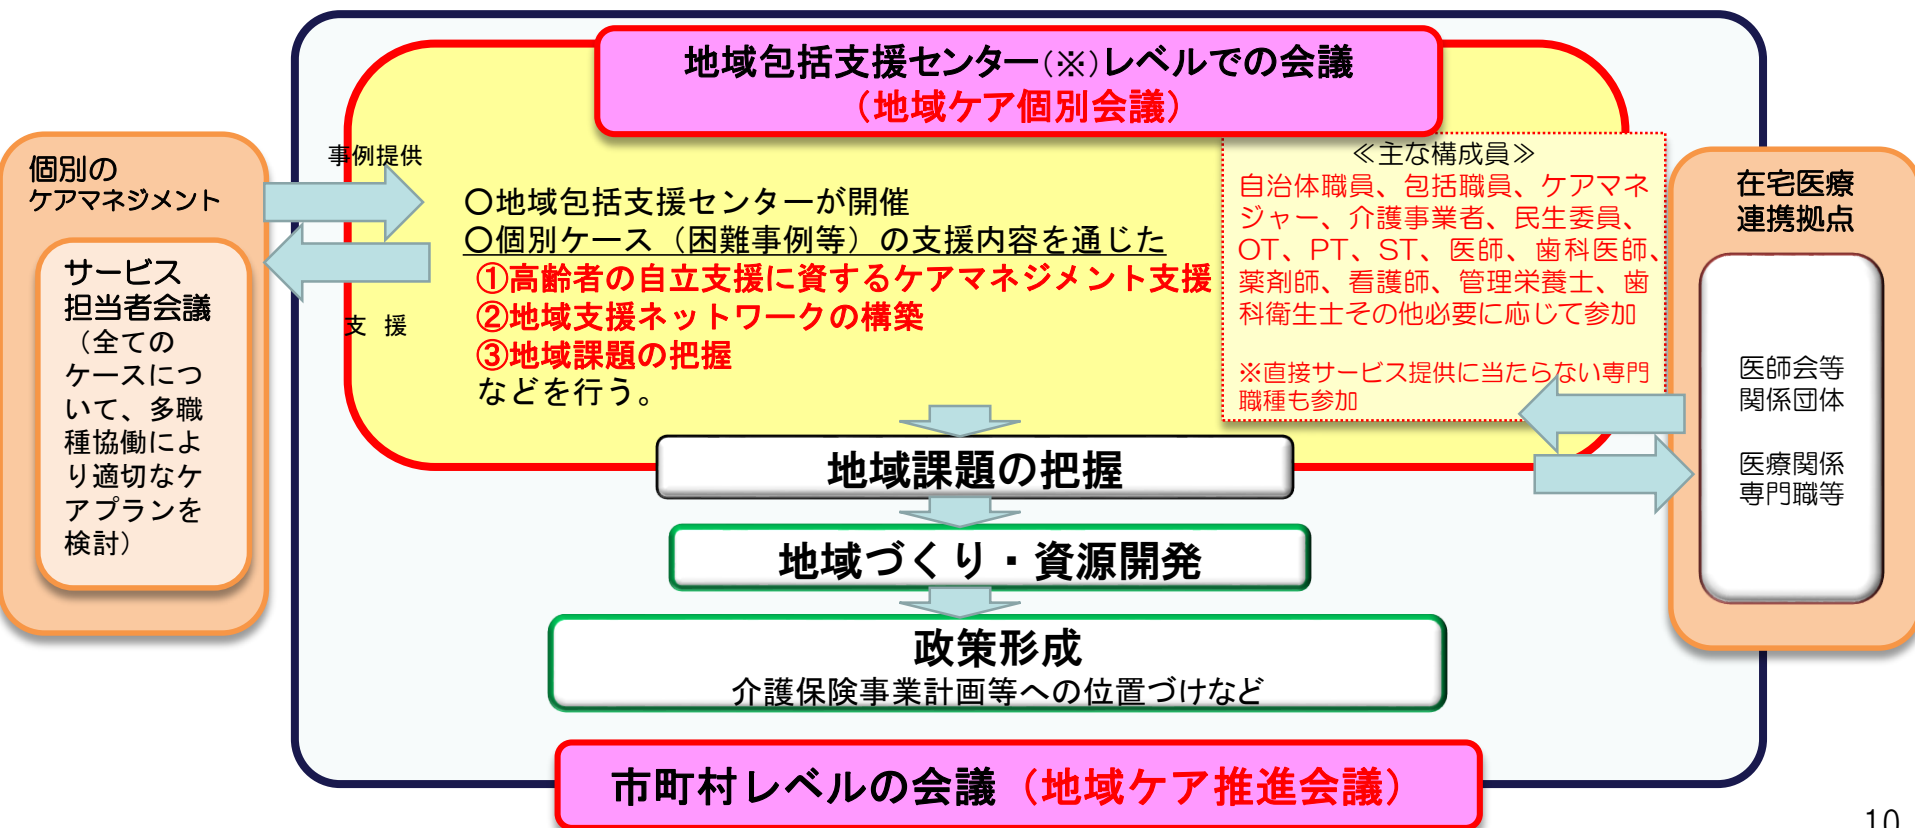 地域包括支援センター(※)レベルでの会議
（地域ケア個別会議）
個別の
ケアマネジメント
サービス
担当者会議
（全ての
ケースにつ
いて、多職
種協働によ
り適切なケ
アプランを
検討）
事例提供
支 援
〇地域包括支援センターが開催
〇個別ケース（困難事例等）の支援内容を通じた
①高齢者の自立支援に資するケアマネジメント支援
②地域支援ネットワークの構築
③地域課題の把握
などを行う。
≪主な構成員≫
自治体職員、包括職員、ケアマネ
ジャー、介護事業者、民生委員、
OT、PT、ST、医師、歯科医師、
薬剤師、看護師、管理栄養士、歯
科衛生士その他必要に応じて参加
※直接サービス提供に当たらない専門
職種も参加
在宅医療
連携拠点
医師会等
関係団体
医療関係
専門職等
地域課題の把握
地域づくり・資源開発
政策形成
介護保険事業計画等への位置づけなど
市町村レベルの会議（地域ケア推進会議）
10